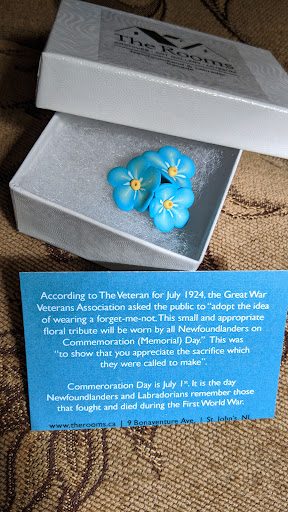 The Rooms
According to The Veteran for July 1924, the Great War
Veterans Association asked the public to "adopt the idea
of wearing a forget-me-not. This small and appropriate
floral tribute will be worn by all Newfoundlanders on
Commemoration (Memorial) Day." This was
"to show that you appreciate the sacrifice which
they were called to make".
Commeroration Day is July 1st. It is the day
Newfoundlanders and Labradorians remember those
that fought and died during the First World War.
www.therooms.ca | 9 Bonaventure Ave. | St. John's, NL